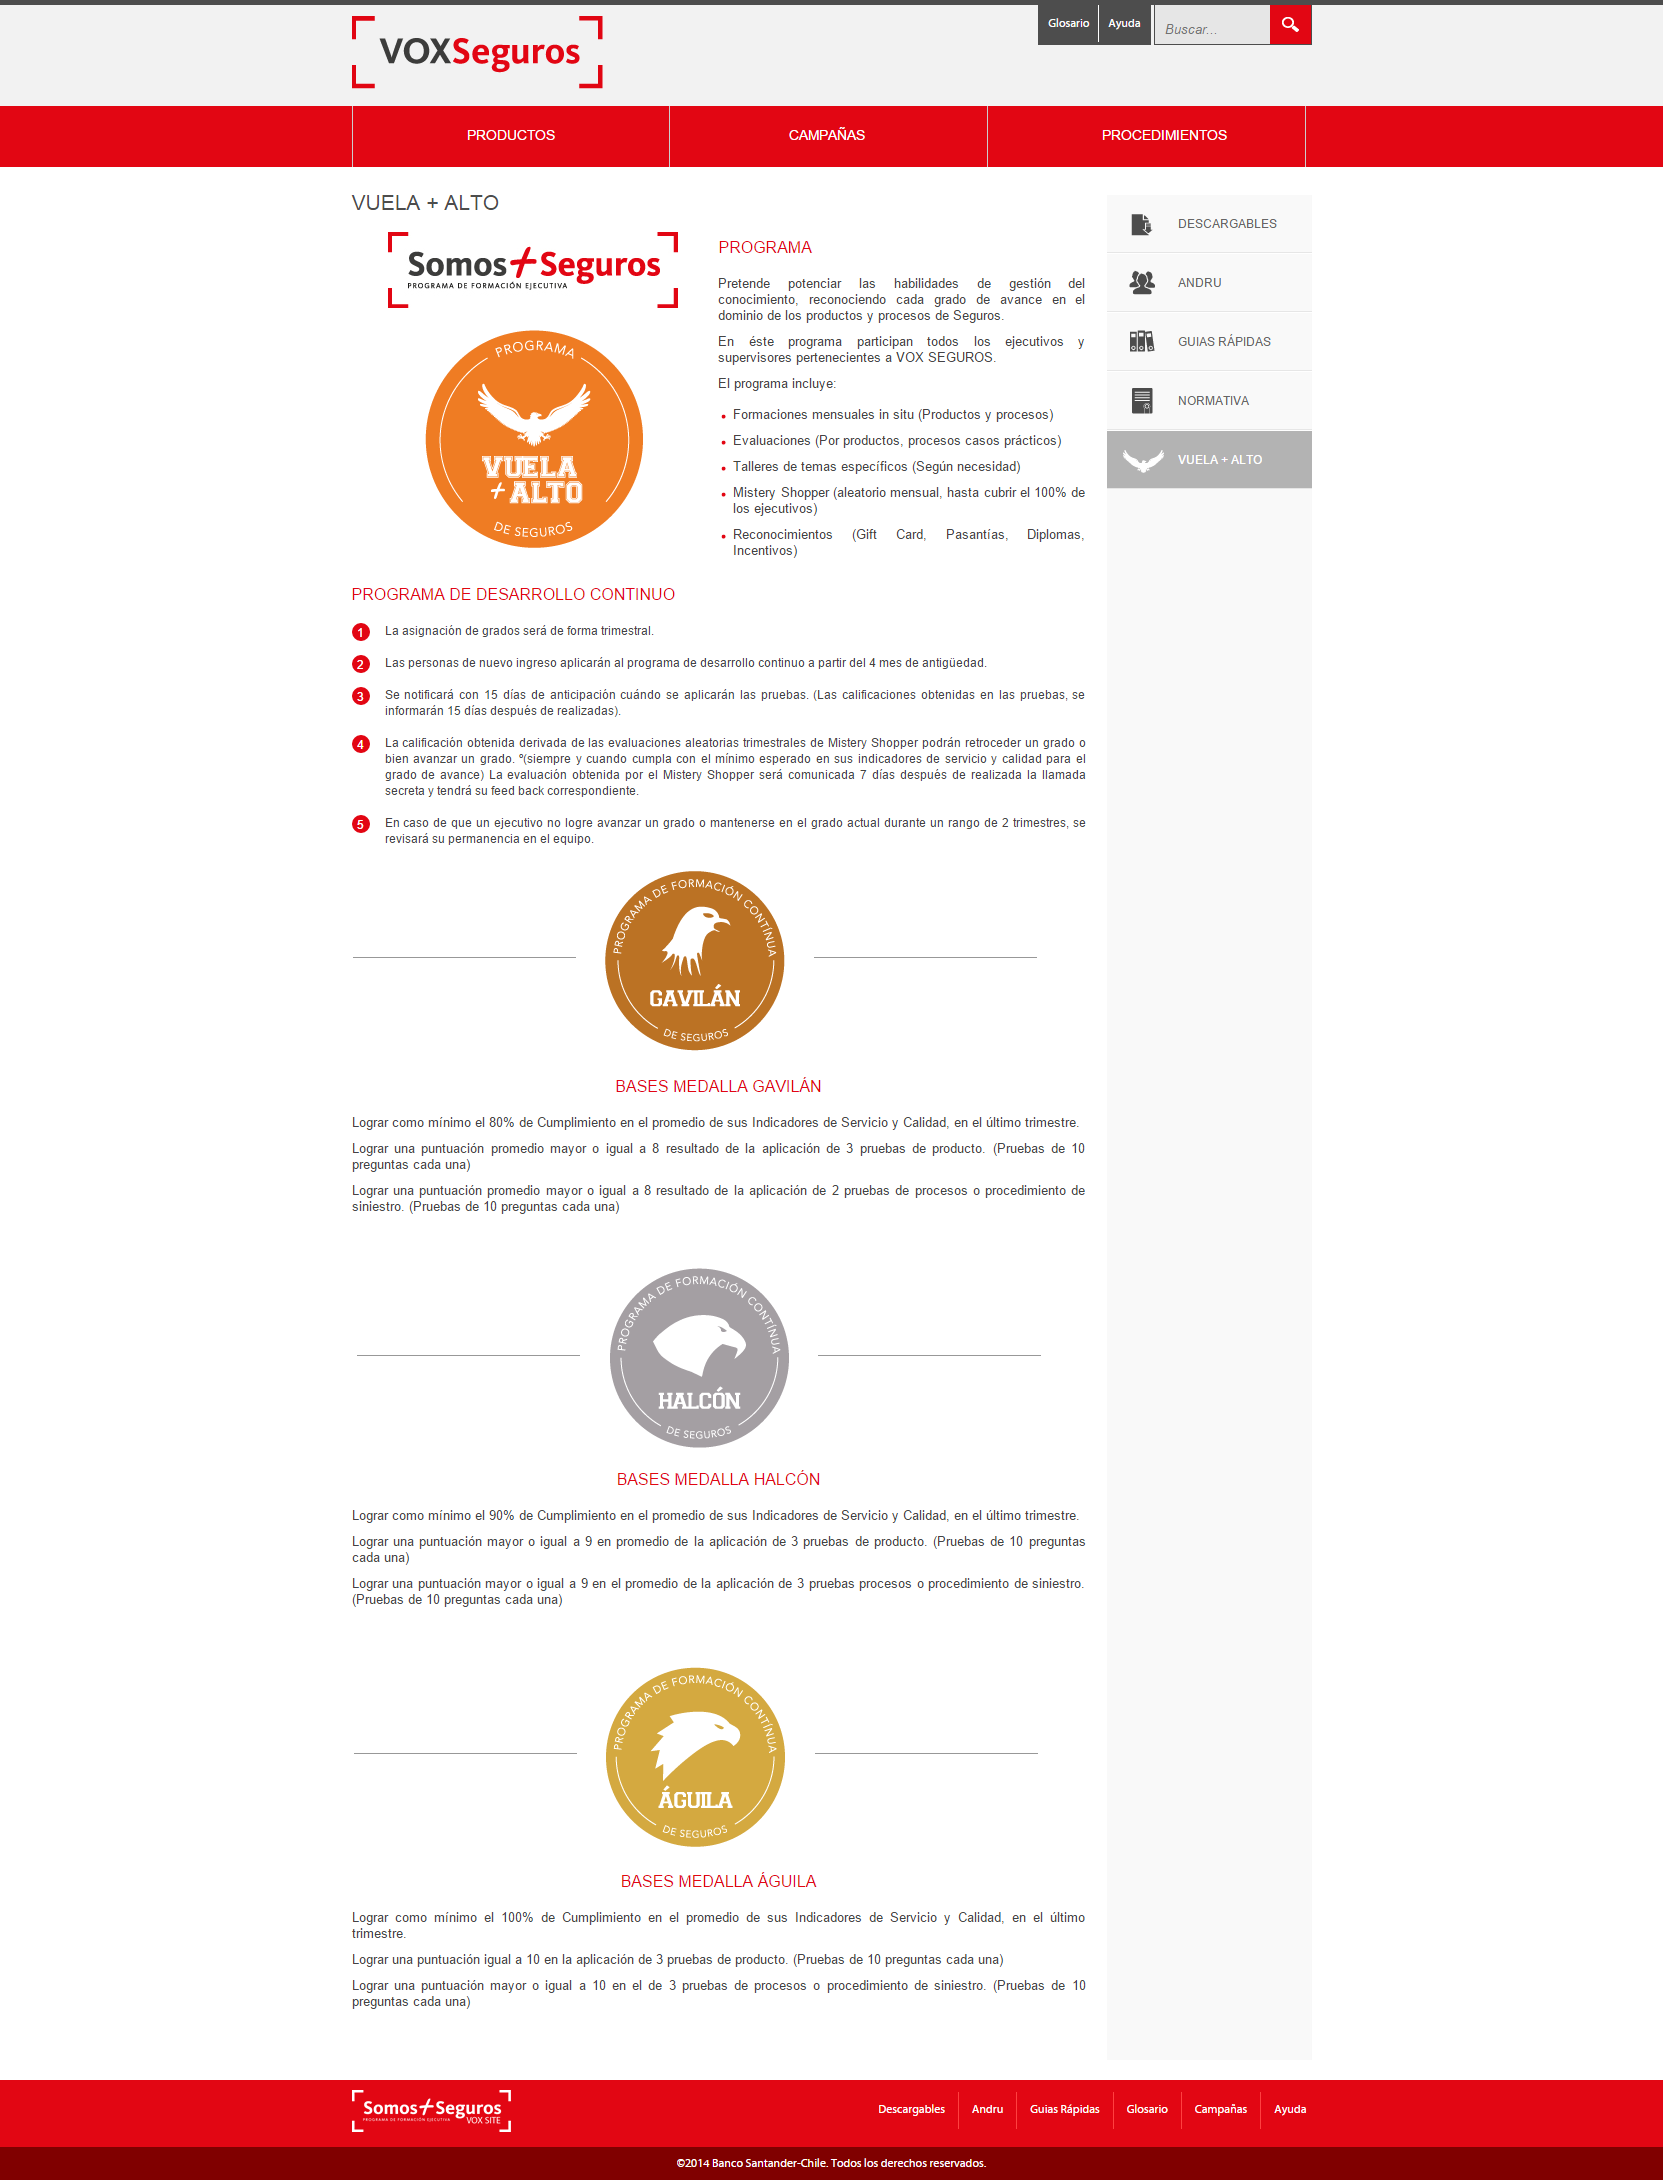 Glosario
Ayuda
Buscar...
VOXSeguros
PRODUCTOS
CAMPAÑAS
PROCEDIMIENTOS
VUELA + ALTO
Somos+Seguros
PROGRAMA DE FORMACIÓN EJECUTIVA
PROGRAMA
VUELA
+ ALTO
DE SEGUROS
PROGRAMA
Pretende potenciar las habilidades de gestión del
conocimiento, reconociendo cada grado de avance en el
dominio de los productos y procesos de Seguros.
En éste programa participan todos los ejecutivos y
supervisores pertenecientes a VOX SEGUROS.
El programa incluye:
• Formaciones mensuales in situ (Productos y procesos)
• Evaluaciones (Por productos, procesos casos prácticos)
• Talleres de temas específicos (Según necesidad)
• Mistery Shopper (aleatorio mensual, hasta cubrir el 100% de
los ejecutivos)
• Reconocimientos (Gift Card, Pasantías, Diplomas,
Incentivos)
DESCARGABLES
ANDRU
GUIAS RÁPIDAS
NORMATIVA
VUELA + ALTO
PROGRAMA DE DESARROLLO CONTINUO
1 La asignación de grados será de forma trimestral.
2 Las personas de nuevo ingreso aplicarán al programa de desarrollo continuo a partir del 4 mes de antigüedad.
3 Se notificará con 15 días de anticipación cuándo se aplicarán las pruebas. (Las calificaciones obtenidas en las pruebas, se
informarán 15 días después de realizadas).
4 La calificación obtenida derivada de las evaluaciones aleatorias trimestrales de Mistery Shopper podrán retroceder un grado o
bien avanzar un grado. º(siempre y cuando cumpla con el mínimo esperado en sus indicadores de servicio y calidad para el
grado de avance) La evaluación obtenida por el Mistery Shopper será comunicada 7 días después de realizada la llamada
secreta y tendrá su feed back correspondiente.
5 En caso de que un ejecutivo no logre avanzar un grado o mantenerse en el grado actual durante un rango de 2 trimestres, se
revisará su permanencia en el equipo.
PROGRAMA DE FORMACIÓN CONTÍNUA
GAVILÁN
DE SEGUROS
BASES MEDALLA GAVILÁN
Lograr como mínimo el 80% de Cumplimiento en el promedio de sus Indicadores de Servicio y Calidad, en el último trimestre.
Lograr una puntuación promedio mayor o igual a 8 resultado de la aplicación de 3 pruebas de producto. (Pruebas de 10
preguntas cada una)
Lograr una puntuación promedio mayor o igual a 8 resultado de la aplicación de 2 pruebas de procesos o procedimiento de
siniestro. (Pruebas de 10 preguntas cada una)
PROGRAMA DE FORMACIÓN CONTÍNUA
HALCÓN
DE SEGUROS
BASES MEDALLA HALCÓN
Lograr como mínimo el 90% de Cumplimiento en el promedio de sus Indicadores de Servicio y Calidad, en el último trimestre.
Lograr una puntuación mayor o igual a 9 en promedio de la aplicación de 3 pruebas de producto. (Pruebas de 10 preguntas
cada una)
Lograr una puntuación mayor o igual a 9 en el promedio de la aplicación de 3 pruebas procesos o procedimiento de siniestro.
(Pruebas de 10 preguntas cada una)
PROGRAMA DE FORMACIÓN CONTÍNUA
ÁGUILA
DE SEGUROS
BASES MEDALLA ÁGUILA
Lograr como mínimo el 100% de Cumplimiento en el promedio de sus Indicadores de Servicio y Calidad, en el último
trimestre.
Lograr una puntuación igual a 10 en la aplicación de 3 pruebas de producto. (Pruebas de 10 preguntas cada una)
Lograr una puntuación mayor o igual a 10 en el de 3 pruebas de procesos o procedimiento de siniestro. (Pruebas de 10
preguntas cada una)
Somos+Seguros
PROGRAMA DE FORMACIÓN EJECUTIVA
VOX SITE
Descargables
Andru
Guias Rápidas
Glosario
Campañas
Ayuda
©2014 Banco Santander-Chile. Todos los derechos reservados.